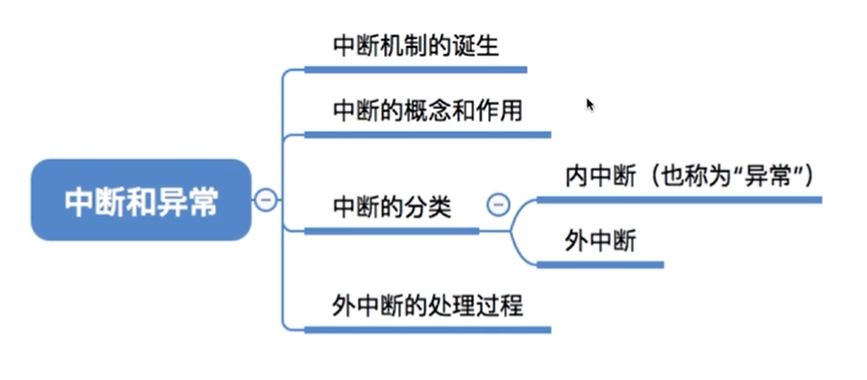 中断和异常
中断机制的诞生
中断的概念和作用
中断的分类
内中断（也称为“异常”）
外中断
外中断的处理过程